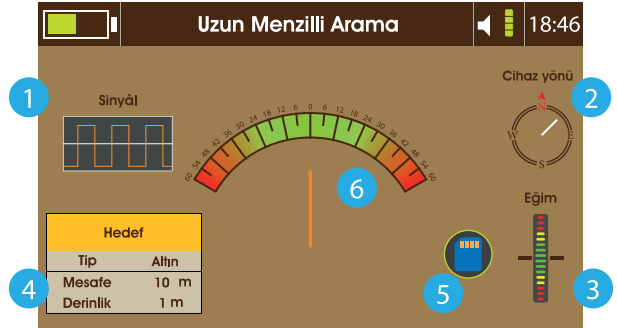 Uzun Menzilli Arama 18:46
1
Sinyâl
Cihaz yönü
2
N
W E
S
60 54 48 42 36 30 24 18 12 6 0 6 12 18 24 30 36 42 48 54 60
6
Eğim
Hedef
Tip Altın
Mesafe 10 m
Derinlik 1 m
4
5
3